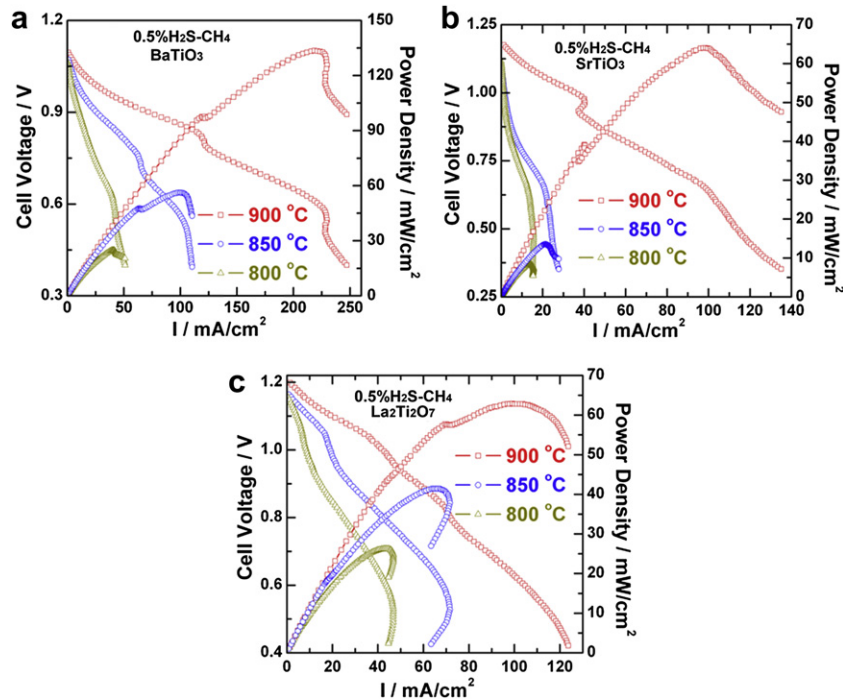 a
0.5%H2S-CH4
BaTiO3
Cell Voltage / V
1.2
0.9
0.6
0.3
900 °C
850 °C
800 °C
150
120
90
60
30
0
Power Density / mW/cm²
0 50 100 150 200 250
I / mA/cm²
b
0.5%H2S-CH4
SrTiO3
Cell Voltage / V
1.25
1.00
0.75
0.50
0.25
900 °C
850 °C
800 °C
70
60
50
40
30
20
10
0
Power Density / mW/cm²
0 20 40 60 80 100 120 140
I / mA/cm²
c
0.5%H2S-CH4
La2Ti2O7
Cell Voltage / V
1.2
1.0
0.8
0.6
0.4
900 °C
850 °C
800 °C
70
60
50
40
30
20
10
0
Power Density / mW/cm²
0 20 40 60 80 100 120
I / mA/cm²